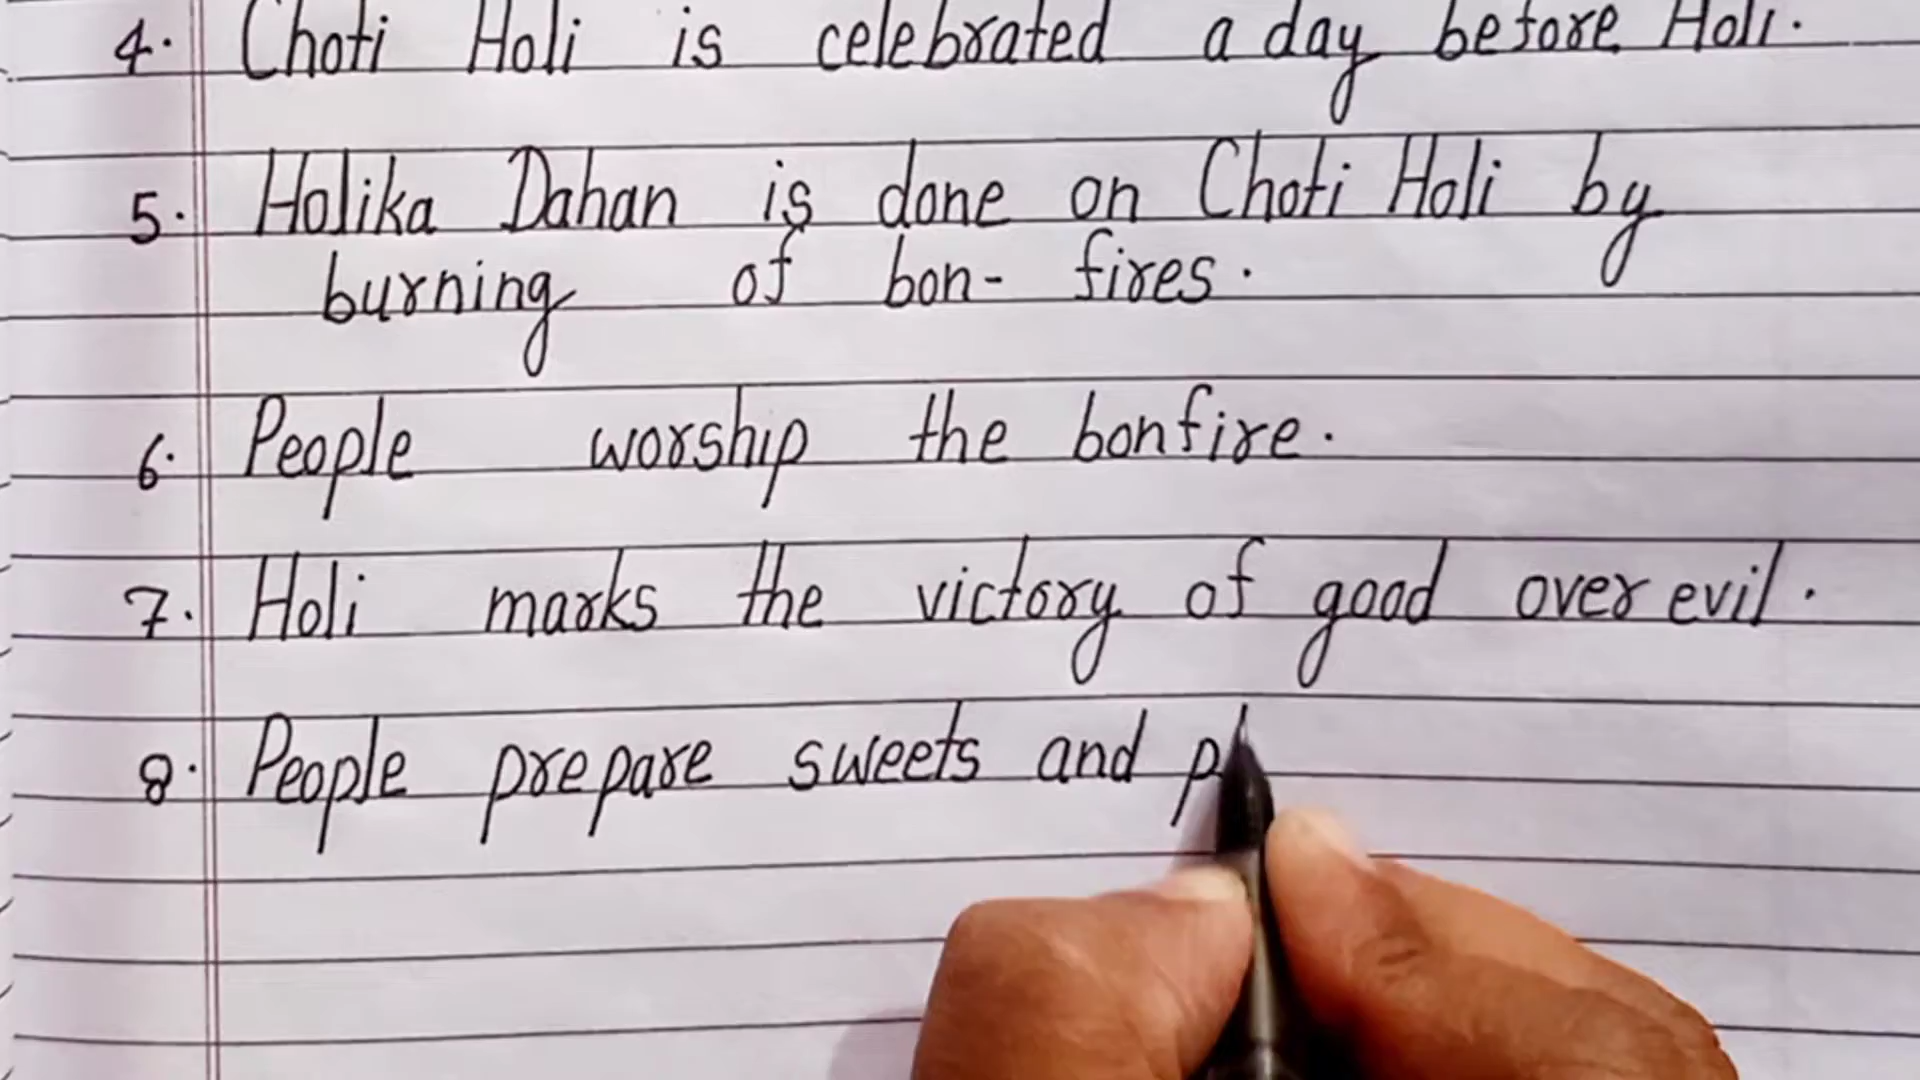 4. Choti Holi is celebrated a day before Holi.
5. Holika Dahan is done on Choti Holi by
burning of bon- fires.
6. People worship the bonfire.
7. Holi marks the victory of good over evil.
8. People prepare sweets and p